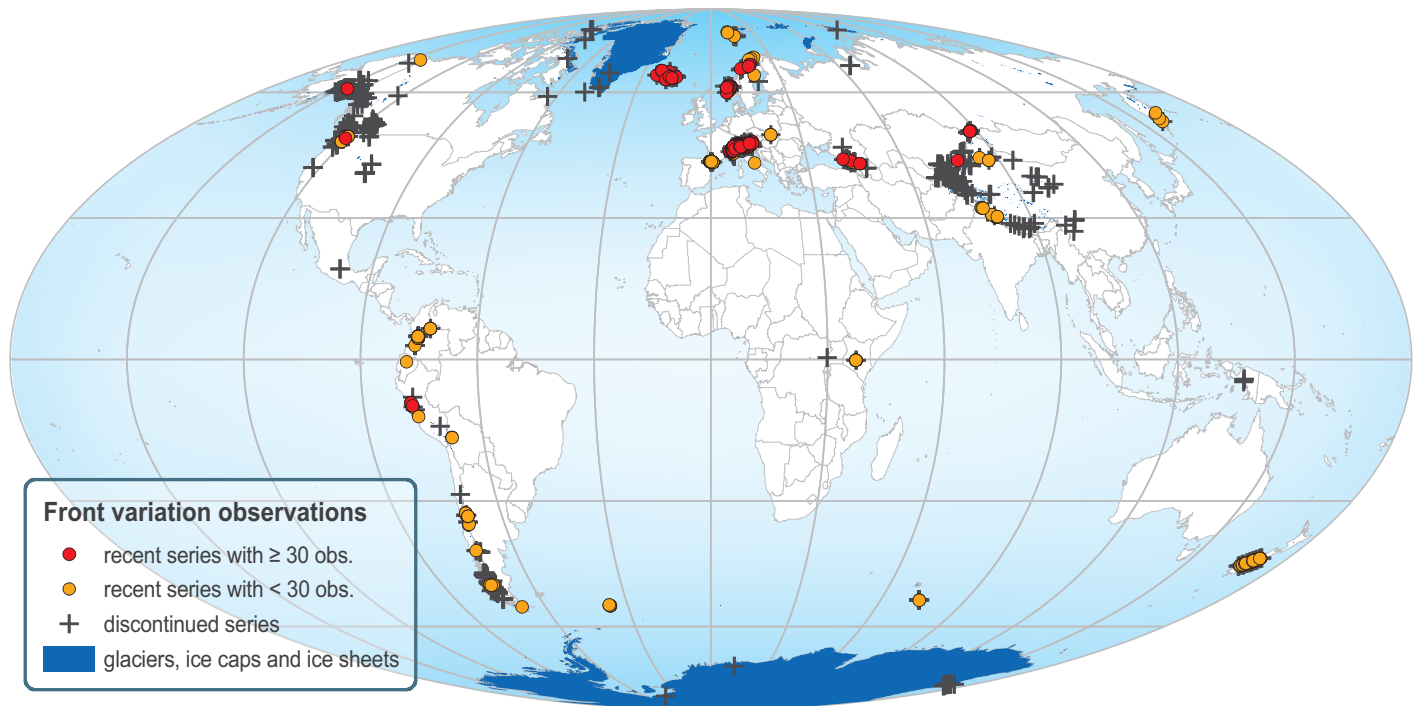 Front variation observations
recent series with ≥ 30 obs.
recent series with < 30 obs.
discontinued series
glaciers, ice caps and ice sheets